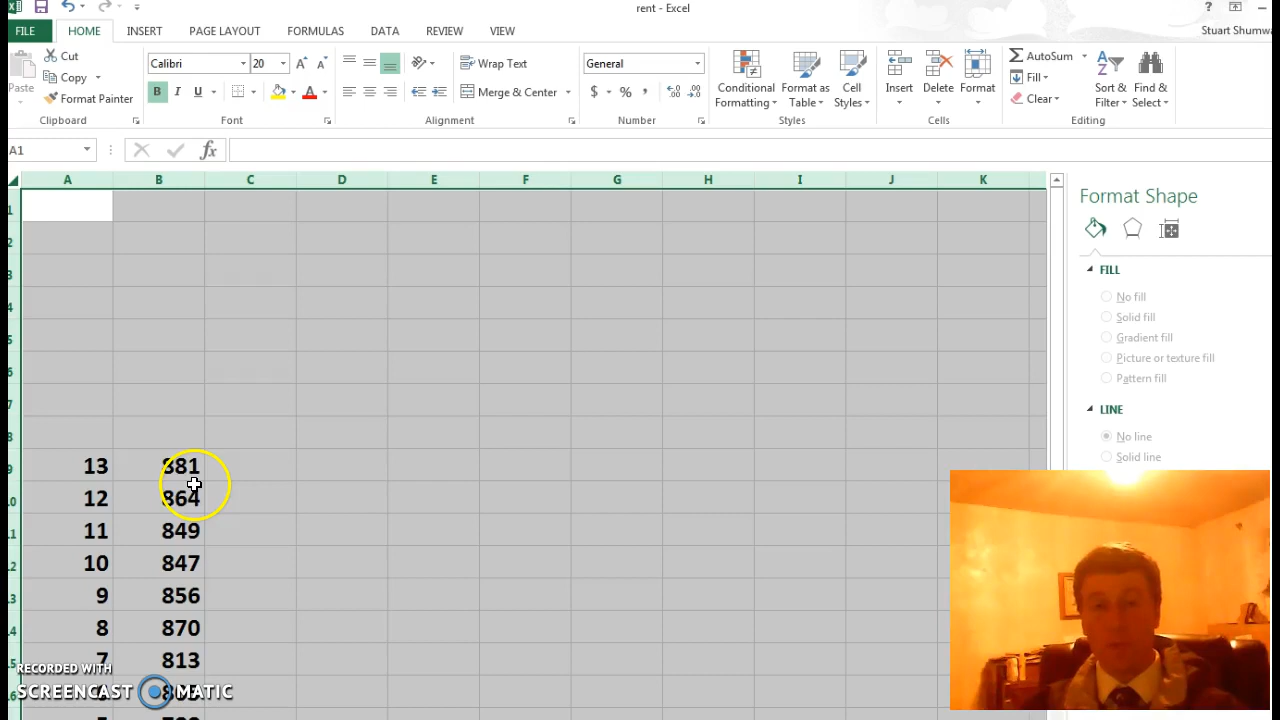 rent - Excel
?
FILE HOME INSERT PAGE LAYOUT FORMULAS DATA REVIEW VIEW
Stuart Shumwa
Paste
Cut
Copy
Format Painter
Clipboard
Calibri 20
B I U
Font
Wrap Text
Merge & Center
Alignment
General
$ % ,
Number
Conditional Formatting
Format as Table
Cell Styles
Styles
Insert Delete Format
Cells
AutoSum
Fill
Clear
Sort & Filter
Find & Select
Editing
A1 fx
A B C D E F G H I J K
13 881
12 864
11 849
10 847
9 856
8 870
7 813
Format Shape
FILL
No fill
Solid fill
Gradient fill
Picture or texture fill
Pattern fill
LINE
No line
Solid line
RECORDED WITH
SCREENCAST MATIC